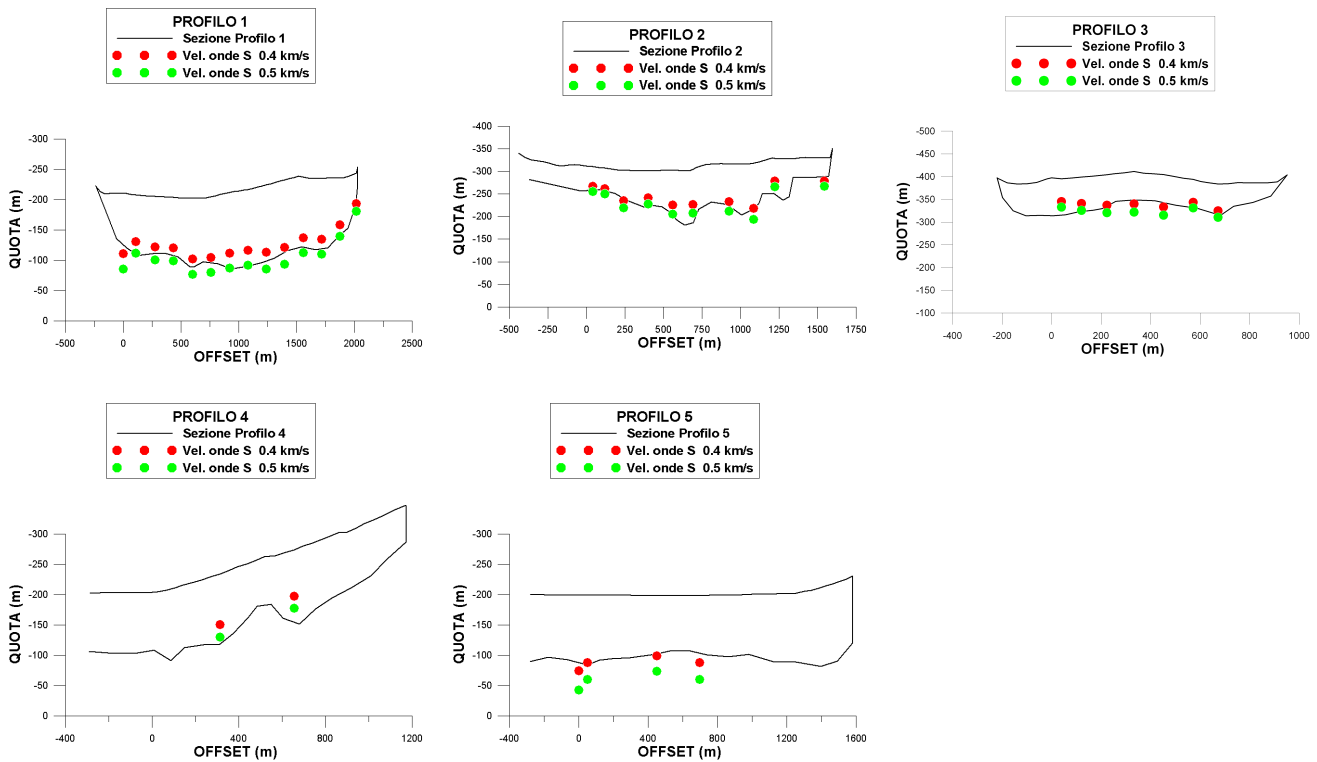 PROFILO 1
Sezione Profilo 1
Vel. onde S 0.4 km/s
Vel. onde S 0.5 km/s
-300
-250
-200
-150
-100
-50
0
QUOTA (m)
-500 0 500 1000 1500 2000 2500
OFFSET (m)
PROFILO 2
Sezione Profilo 2
Vel. onde S 0.4 km/s
Vel. onde S 0.5 km/s
-400
-350
-300
-250
-200
-150
-100
-50
0
QUOTA (m)
-500 -250 0 250 500 750 1000 1250 1500 1750
OFFSET (m)
PROFILO 3
Sezione Profilo 3
Vel. onde S 0.4 km/s
Vel. onde S 0.5 km/s
-500
-450
-400
-350
-300
-250
-200
-150
-100
QUOTA (m)
-400 -200 0 200 400 600 800 1000
OFFSET (m)
PROFILO 4
Sezione Profilo 4
Vel. onde S 0.4 km/s
Vel. onde S 0.5 km/s
-300
-250
-200
-150
-100
-50
0
QUOTA (m)
-400 0 400 800 1200
OFFSET (m)
PROFILO 5
Sezione Profilo 5
Vel. onde S 0.4 km/s
Vel. onde S 0.5 km/s
-300
-250
-200
-150
-100
-50
0
QUOTA (m)
-400 0 400 800 1200 1600
OFFSET (m)